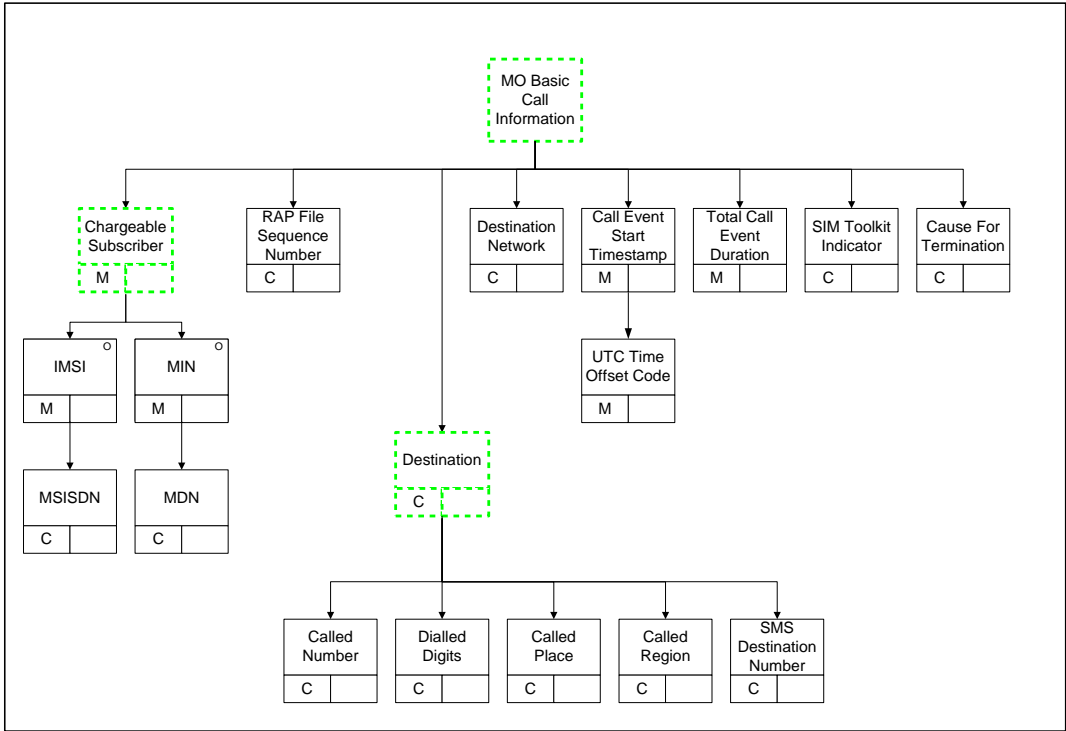 MO Basic
Call
Information
Chargeable
Subscriber
M
RAP File
Sequence
Number
C
Destination
Network
C
Call Event
Start
Timestamp
M
Total Call
Event
Duration
M
SIM Toolkit
Indicator
C
Cause For
Termination
C
O
IMSI
M
O
MIN
M
UTC Time
Offset Code
M
MSISDN
C
MDN
C
Destination
C
Called
Number
C
Dialled
Digits
C
Called
Place
C
Called
Region
C
SMS
Destination
Number
C